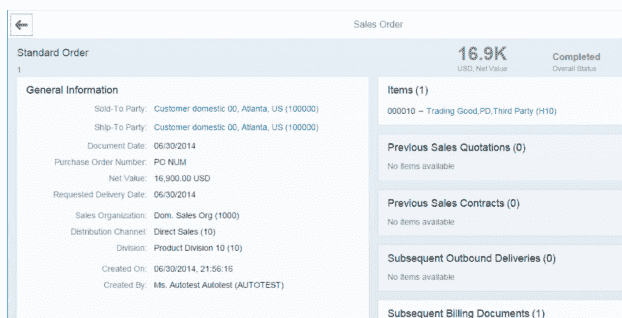 Sales Order
Standard Order
1
16.9K
USD, Net Value
Completed
Overall Status
General Information
Sold-To Party: Customer domestic 00, Atlanta, US (100000)
Ship-To Party: Customer domestic 00, Atlanta, US (100000)
Document Date: 06/30/2014
Purchase Order Number: PO NUM
Net Value: 16,900.00 USD
Requested Delivery Date: 06/30/2014
Sales Organization: Dom. Sales Org (1000)
Distribution Channel: Direct Sales (10)
Division: Product Division 10 (10)
Created On: 06/30/2014, 21:56:16
Created By: Ms. Autotest Autotest (AUTOTEST)
Items (1)
000010 – Trading Good,PD,Third Party (H10)
Previous Sales Quotations (0)
No items available
Previous Sales Contracts (0)
No items available
Subsequent Outbound Deliveries (0)
No items available
Subsequent Billing Documents (1)